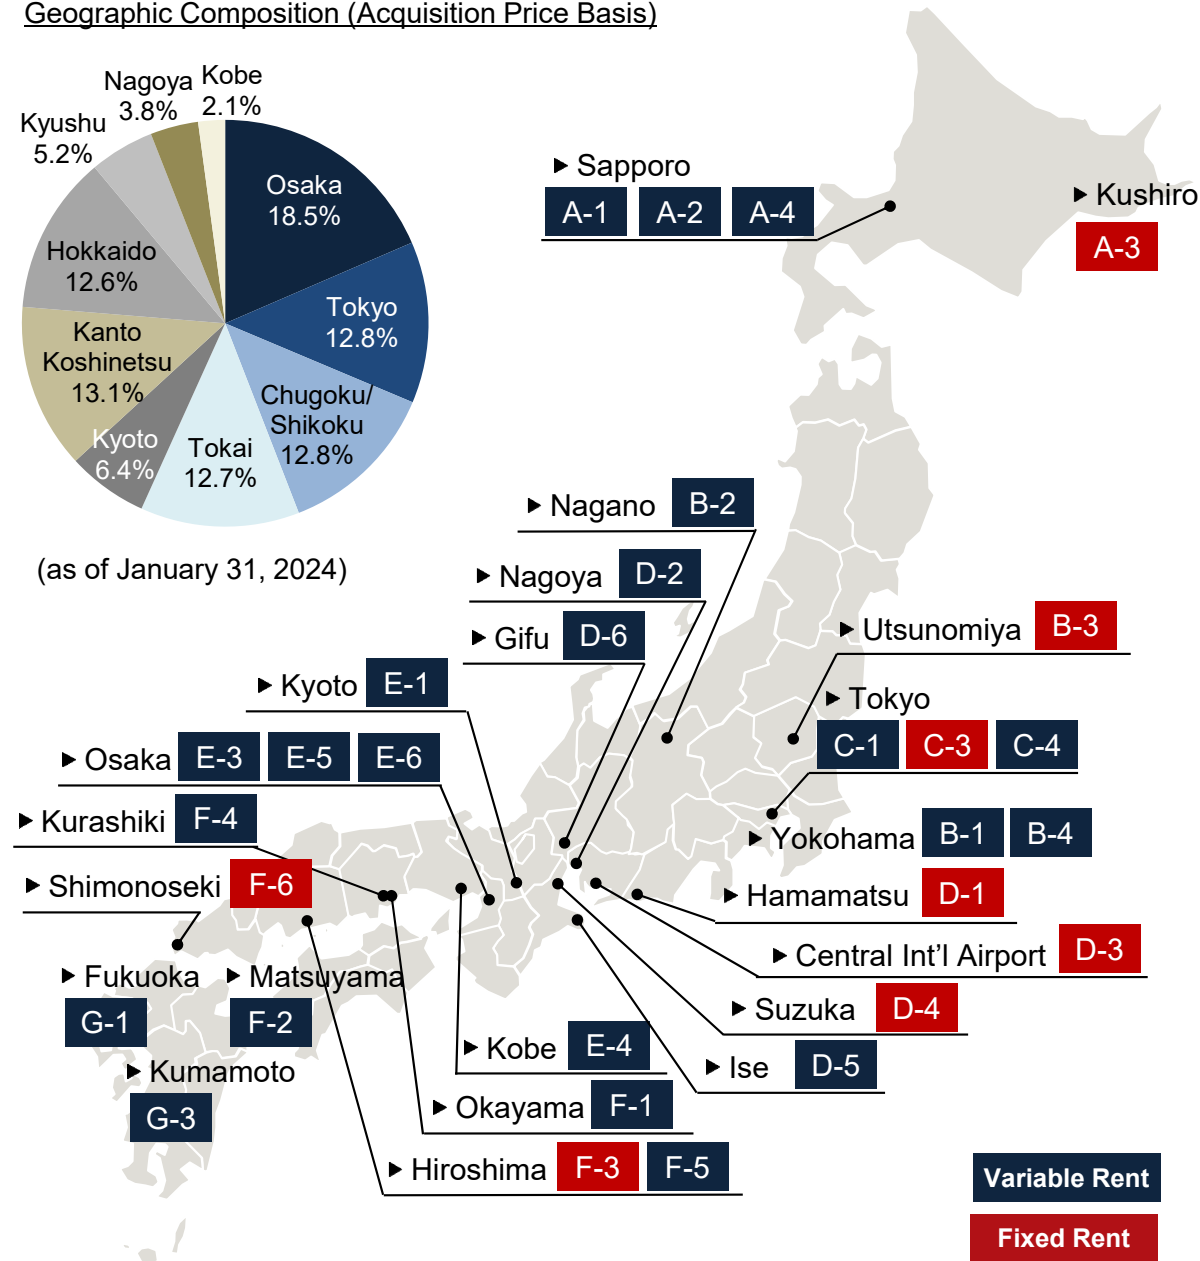 Geographic Composition (Acquisition Price Basis)
Nagoya
3.8%
Kobe
2.1%
Kyushu
5.2%
Osaka
18.5%
Hokkaido
12.6%
Tokyo
12.8%
Kanto
Koshinetsu
13.1%
Chugoku/
Shikoku
12.8%
Kyoto
6.4%
Tokai
12.7%
(as of January 31, 2024)
Sapporo
A-1 A-2 A-4
Kushiro
A-3
Nagano B-2
Nagoya D-2
Gifu D-6
Utsunomiya B-3
Kyoto E-1
Tokyo
C-1 C-3 C-4
Osaka E-3 E-5 E-6
Kurashiki F-4
Yokohama B-1 B-4
Shimonoseki F-6
Hamamatsu D-1
Central Int’l Airport D-3
Fukuoka
G-1
Matsuyama
F-2
Suzuka D-4
Kobe E-4
Ise D-5
Kumamoto
G-3
Okayama F-1
Hiroshima F-3 F-5
Variable Rent
Fixed Rent